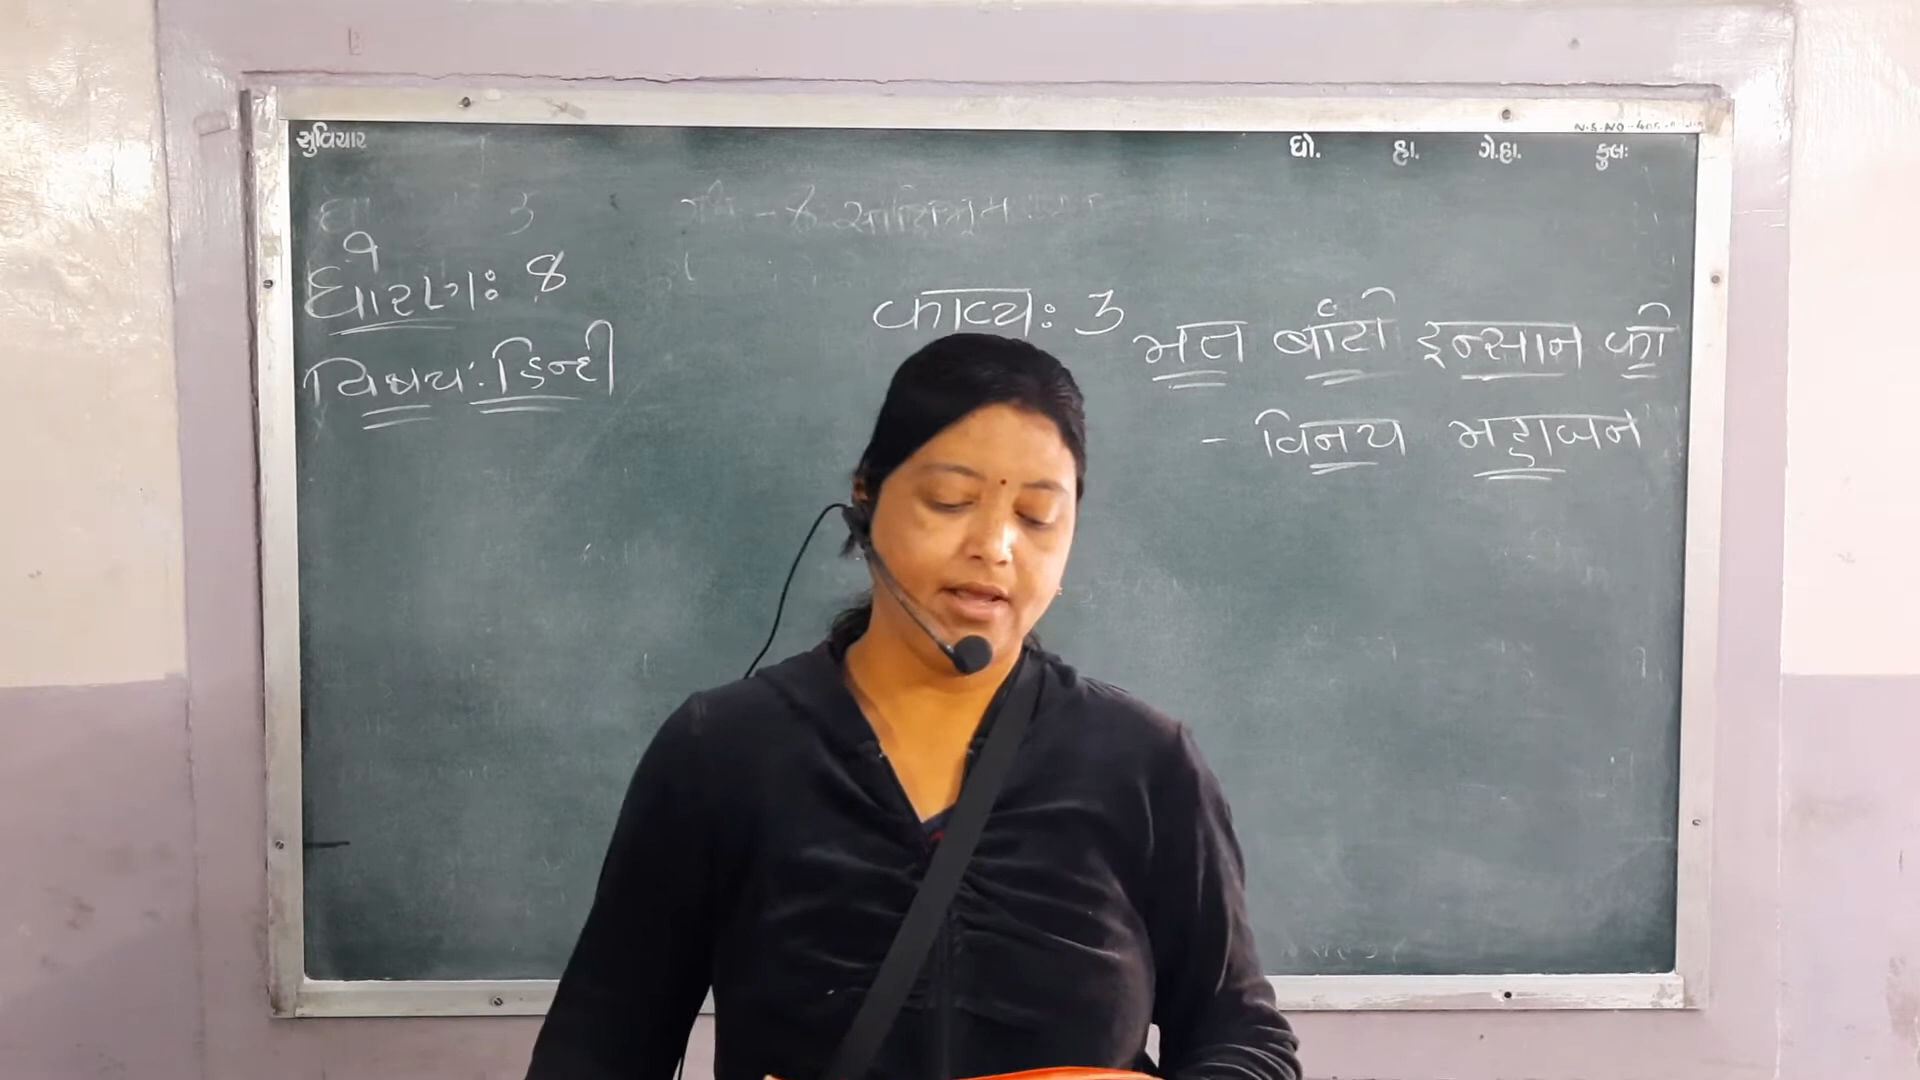 સુવિચાર
ઘો. હા. ગે.હા. કુલઃ
ધોરણઃ 8
વિષયઃ હિન્દી
काव्यः 3 मत बाँटो इन्सान को
- विनय महाजन